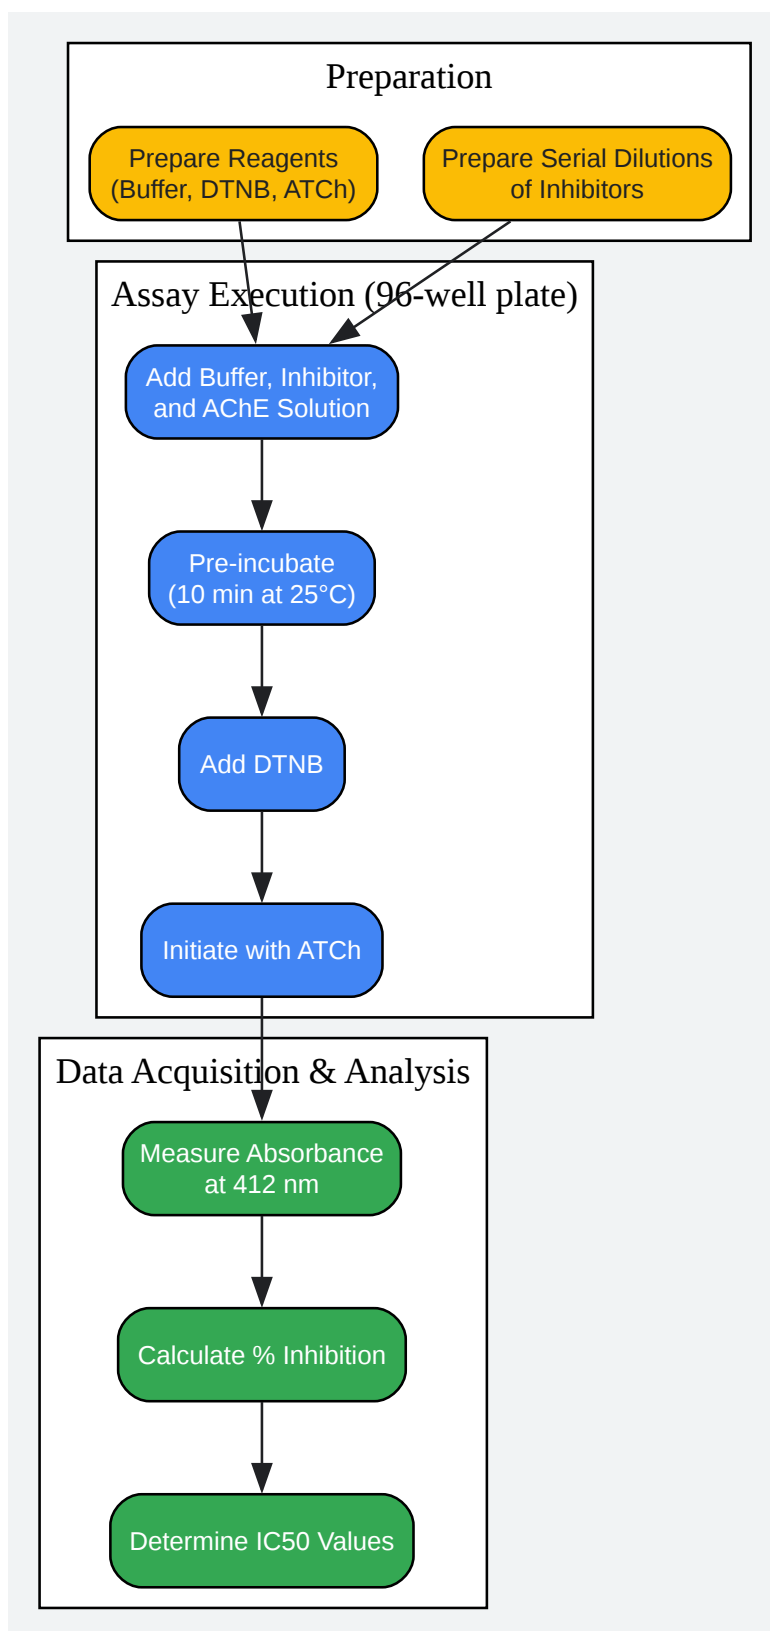 Preparation
Prepare Reagents
(Buffer, DTNB, ATCh)
Prepare Serial Dilutions
of Inhibitors
Assay Execution (96-well plate)
Add Buffer, Inhibitor,
and AChE Solution
Pre-incubate
(10 min at 25°C)
Add DTNB
Initiate with ATCh
Data Acquisition & Analysis
Measure Absorbance
at 412 nm
Calculate % Inhibition
Determine IC50 Values